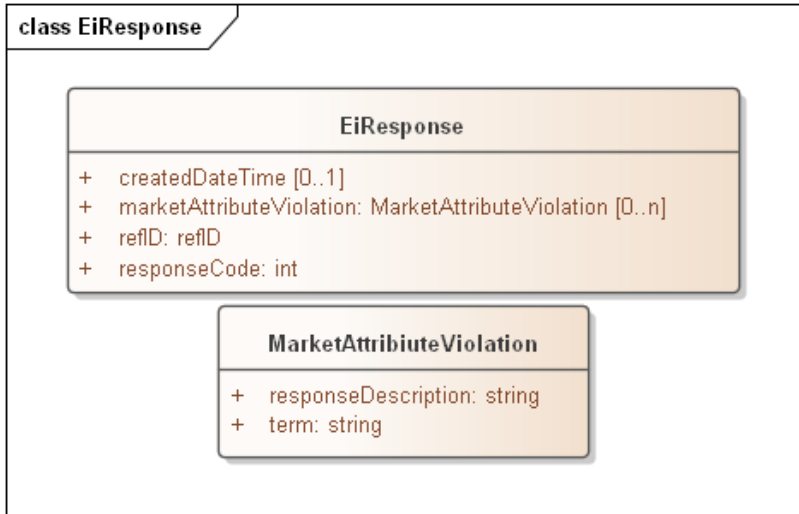 class EiResponse
EiResponse
+ createdDateTime [0..1]
+ marketAttributeViolation: MarketAttributeViolation [0..n]
+ refID: refID
+ responseCode: int
MarketAttribiuteViolation
+ responseDescription: string
+ term: string